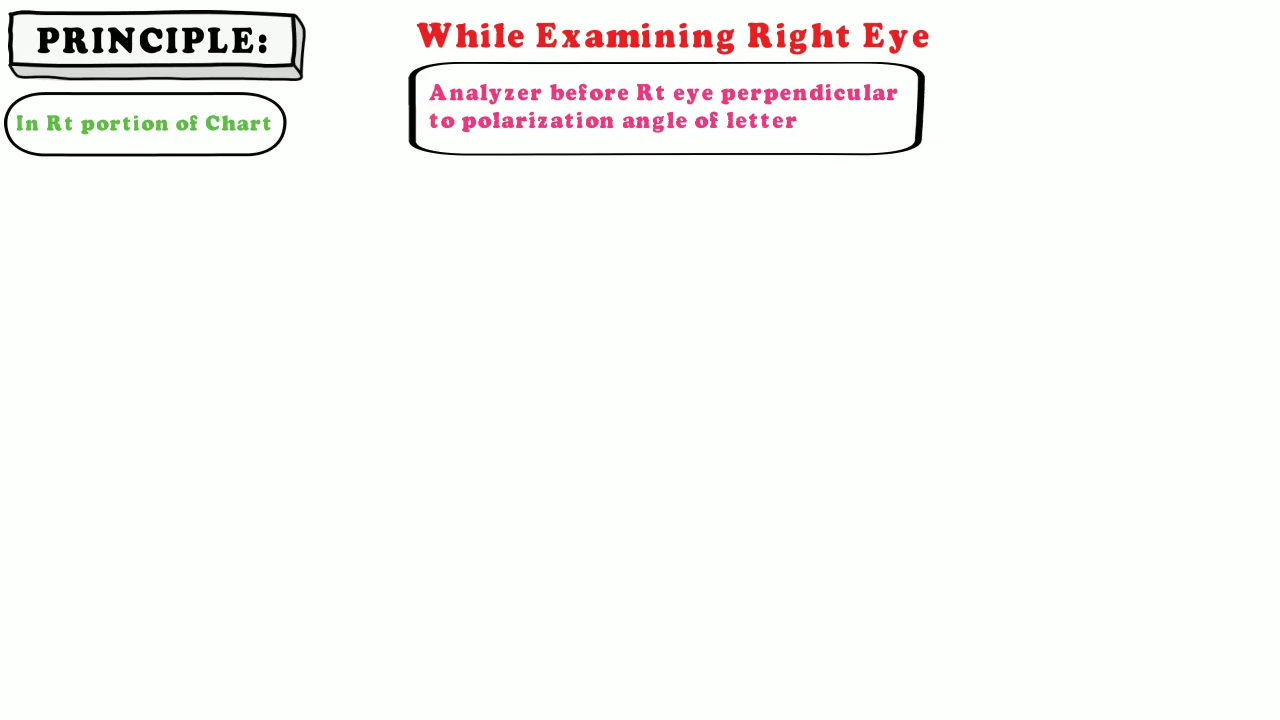 PRINCIPLE:
In Rt portion of Chart
While Examining Right Eye
Analyzer before Rt eye perpendicular
to polarization angle of letter